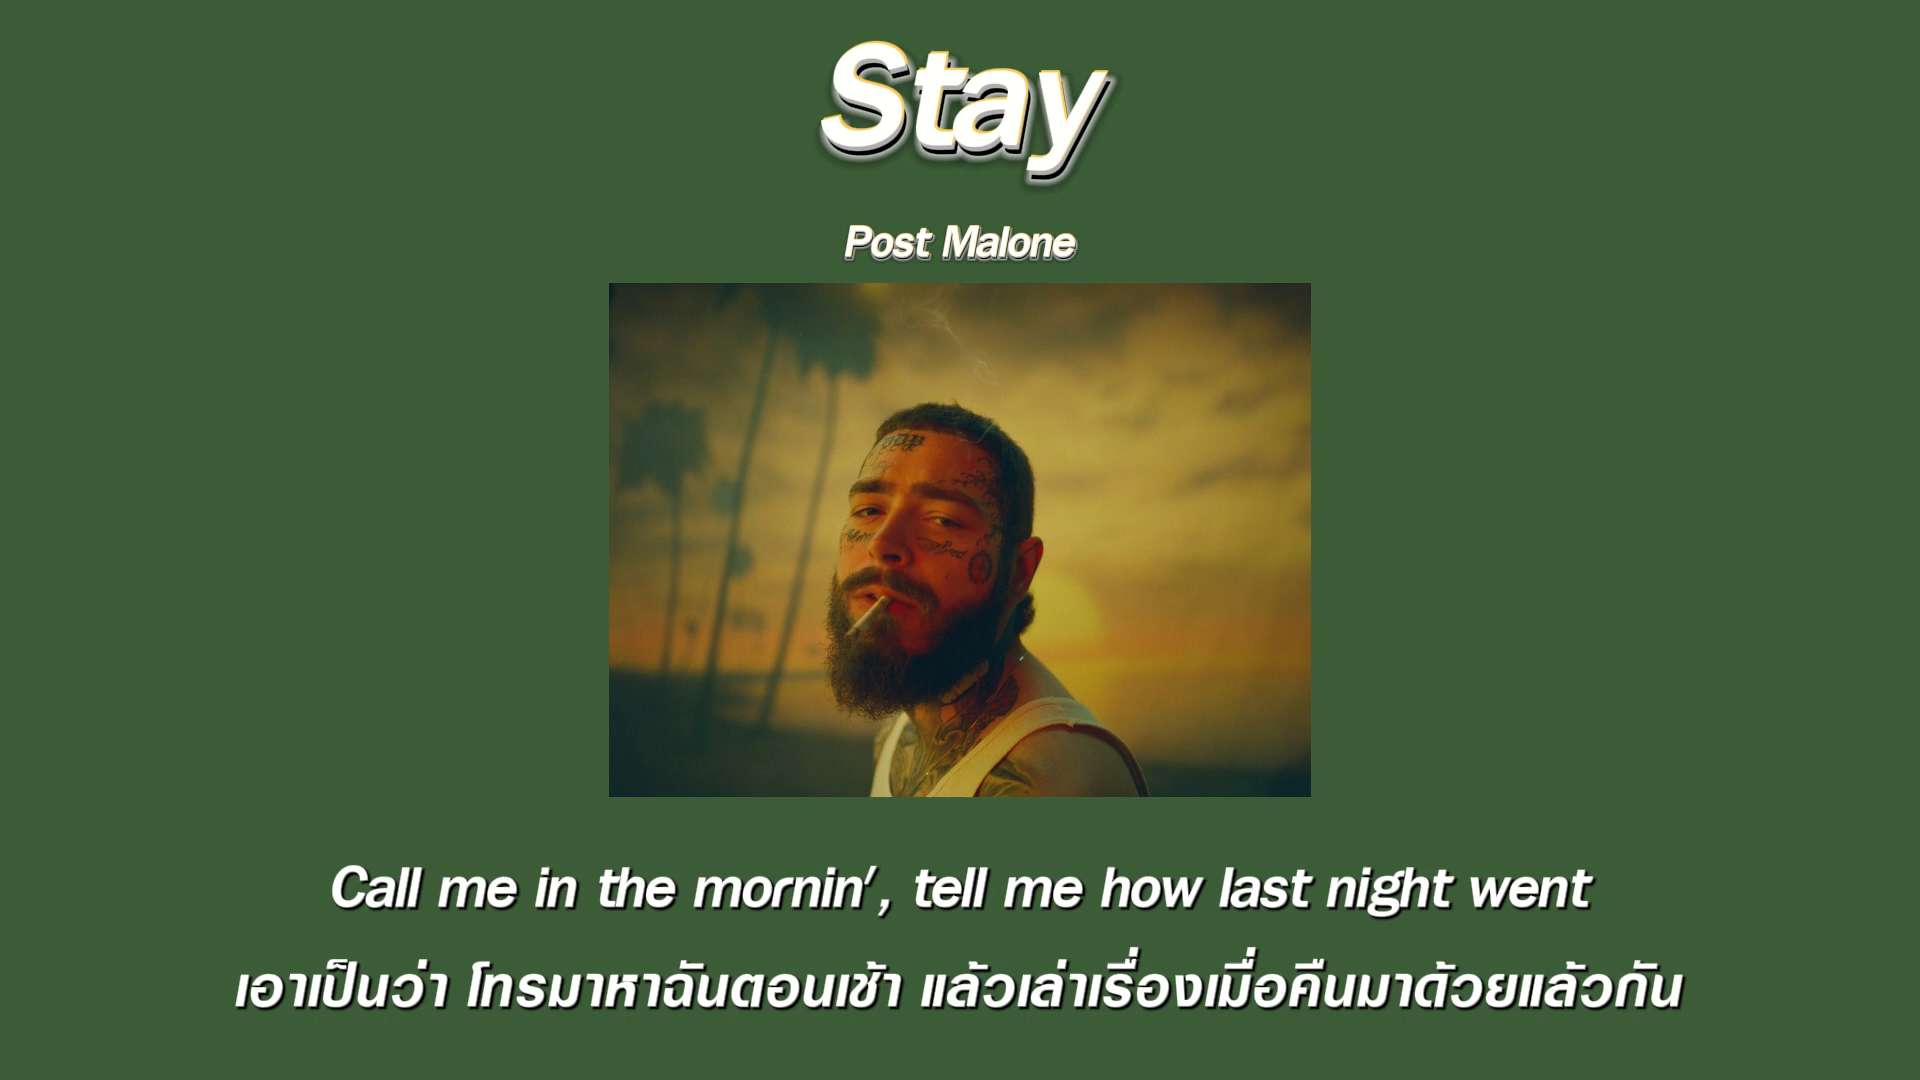 Stay
Post Malone
Call me in the mornin', tell me how last night went
เอาเป็นว่า โทรมาหาฉันตอนเช้า แล้วเล่าเรื่องเมื่อคืนมาด้วยแล้วกัน